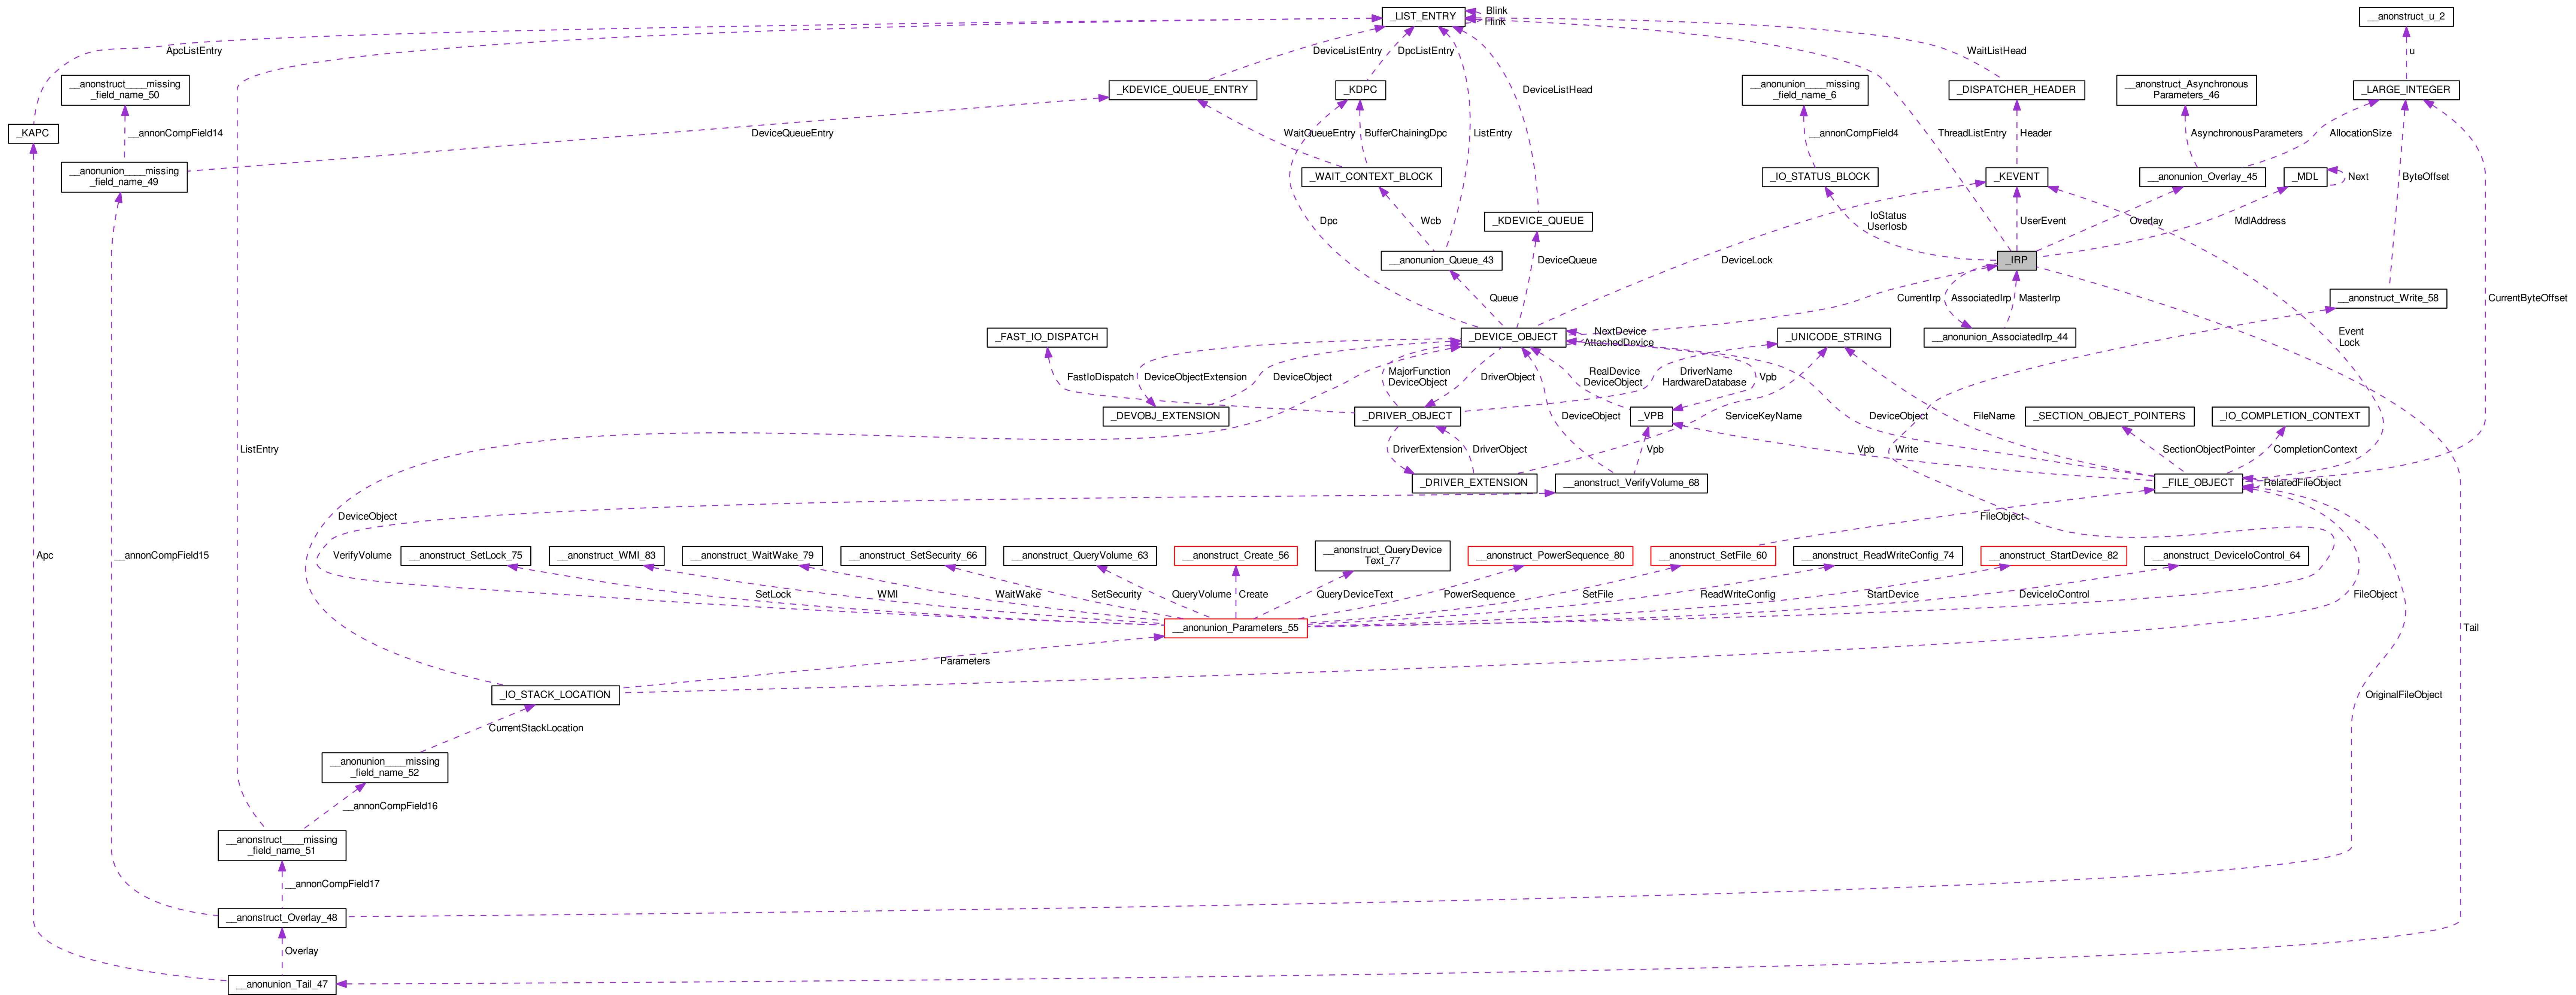 _LIST_ENTRY
Blink
Flink
__anonstruct_u_2
ApcListEntry
DeviceListEntry
DpcListEntry
WaitListHead
u
__anonstruct____missing
_field_name_50
_KDEVICE_QUEUE_ENTRY
_KDPC
DeviceListHead
__anonunion____missing
_field_name_6
_DISPATCHER_HEADER
__anonstruct_Asynchronous
Parameters_46
_LARGE_INTEGER
_KAPC
__annonCompField14
DeviceQueueEntry
WaitQueueEntry
BufferChainingDpc
ListEntry
ThreadListEntry
__annonCompField4
Header
AsynchronousParameters
AllocationSize
__anonunion____missing
_field_name_49
_WAIT_CONTEXT_BLOCK
_IO_STATUS_BLOCK
_KEVENT
__anonunion_Overlay_45
_MDL
Next
ByteOffset
Dpc
Wcb
_KDEVICE_QUEUE
IoStatus
UserIosb
UserEvent
Overlay
MdlAddress
__anonunion_Queue_43
DeviceQueue
DeviceLock
_IRP
Queue
CurrentIrp
AssociatedIrp
MasterIrp
__anonstruct_Write_58
CurrentByteOffset
_FAST_IO_DISPATCH
_DEVICE_OBJECT
NextDevice
AttachedDevice
_UNICODE_STRING
__anonunion_AssociatedIrp_44
Event
Lock
FastIoDispatch
DeviceObjectExtension
DeviceObject
MajorFunction
DeviceObject
DriverObject
RealDevice
DeviceObject
DriverName
HardwareDatabase
Vpb
_DEVOBJ_EXTENSION
_DRIVER_OBJECT
DeviceObject
_VPB
ServiceKeyName
DeviceObject
FileName
_SECTION_OBJECT_POINTERS
_IO_COMPLETION_CONTEXT
ListEntry
DriverExtension
DriverObject
Vpb
Vpb
Write
SectionObjectPointer
CompletionContext
_DRIVER_EXTENSION
__anonstruct_VerifyVolume_68
_FILE_OBJECT
RelatedFileObject
DeviceObject
FileObject
Apc
__annonCompField15
VerifyVolume
__anonstruct_SetLock_75
__anonstruct_WMI_83
__anonstruct_WaitWake_79
__anonstruct_SetSecurity_66
__anonstruct_QueryVolume_63
__anonstruct_Create_56
__anonstruct_QueryDevice
Text_77
__anonstruct_PowerSequence_80
__anonstruct_SetFile_60
__anonstruct_ReadWriteConfig_74
__anonstruct_StartDevice_82
__anonstruct_DeviceIoControl_64
SetLock
WMI
WaitWake
SetSecurity
QueryVolume
Create
QueryDeviceText
PowerSequence
SetFile
ReadWriteConfig
StartDevice
DeviceIoControl
FileObject
__anonunion_Parameters_55
Tail
Parameters
_IO_STACK_LOCATION
OriginalFileObject
CurrentStackLocation
__anonunion____missing
_field_name_52
__annonCompField16
__anonstruct____missing
_field_name_51
__annonCompField17
__anonstruct_Overlay_48
Overlay
__anonunion_Tail_47